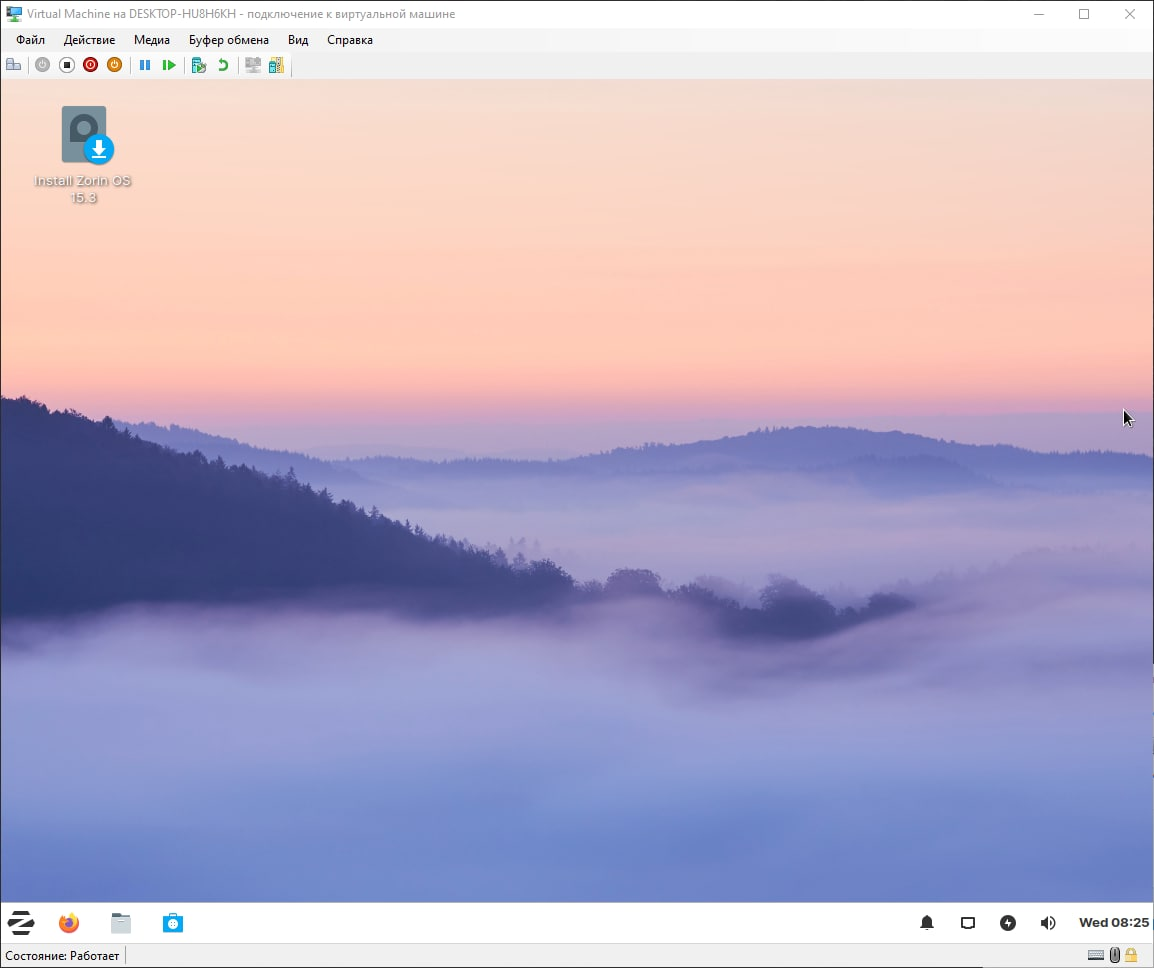 Virtual Machine на DESKTOP-HU8H6KH - подключение к виртуальной машине
Файл Действие Медиа Буфер обмена Вид Справка
Install Zorin OS
15.3
Wed 08:25
Состояние: Работает